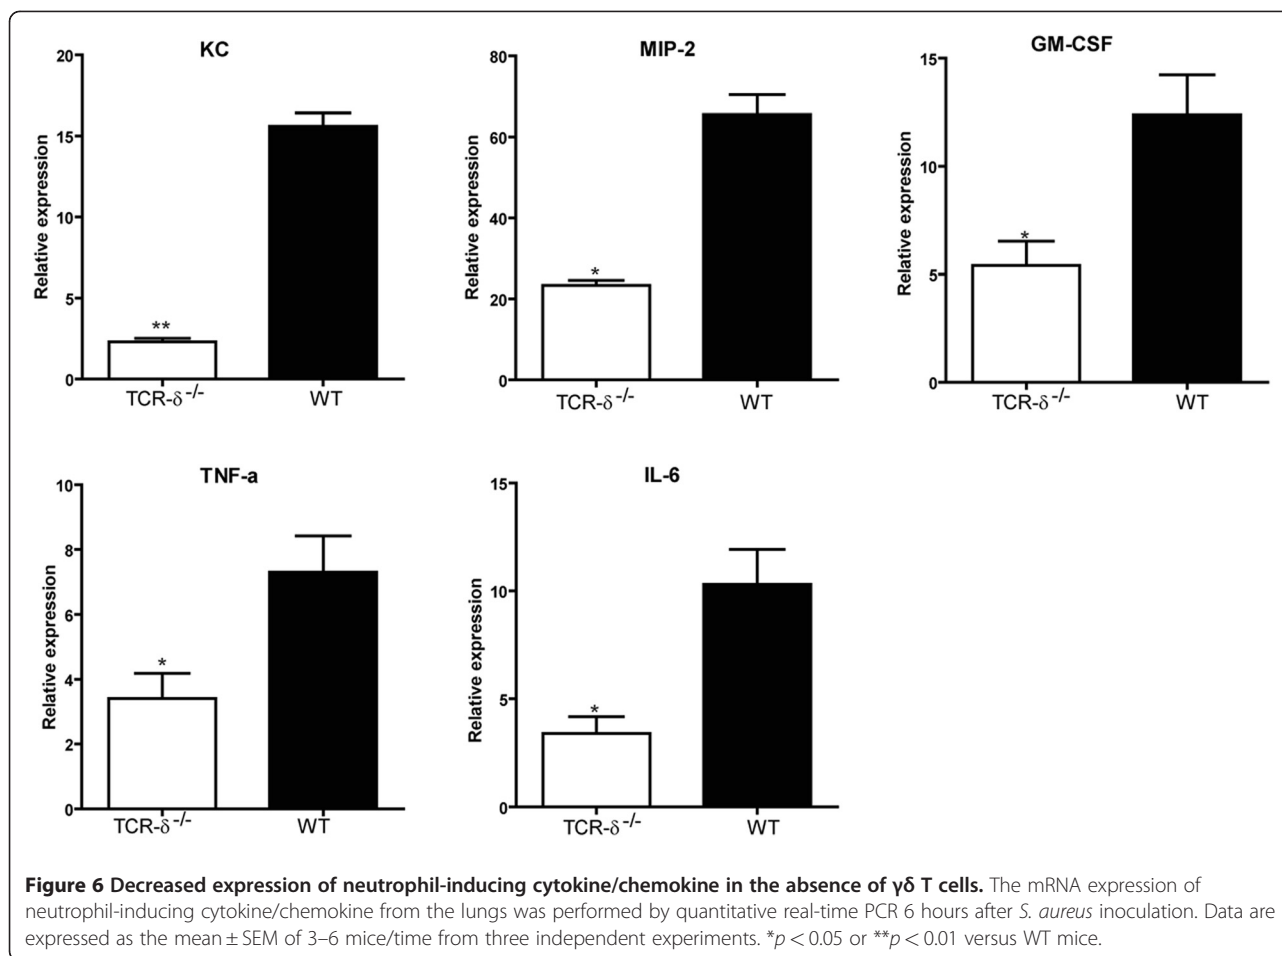 KC
20
15
10
5
0
Relative expression
**
TCR-δ-/-
WT
MIP-2
80
60
40
20
0
Relative expression
*
TCR-δ-/-
WT
GM-CSF
15
10
5
0
Relative expression
*
TCR-δ-/-
WT
TNF-a
10
8
6
4
2
0
Relative expression
*
TCR-δ-/-
WT
IL-6
15
10
5
0
Relative expression
*
TCR-δ-/-
WT
Figure 6 Decreased expression of neutrophil-inducing cytokine/chemokine in the absence of γδ T cells. The mRNA expression of
neutrophil-inducing cytokine/chemokine from the lungs was performed by quantitative real-time PCR 6 hours after S. aureus inoculation. Data are
expressed as the mean ± SEM of 3–6 mice/time from three independent experiments. *p < 0.05 or **p < 0.01 versus WT mice.